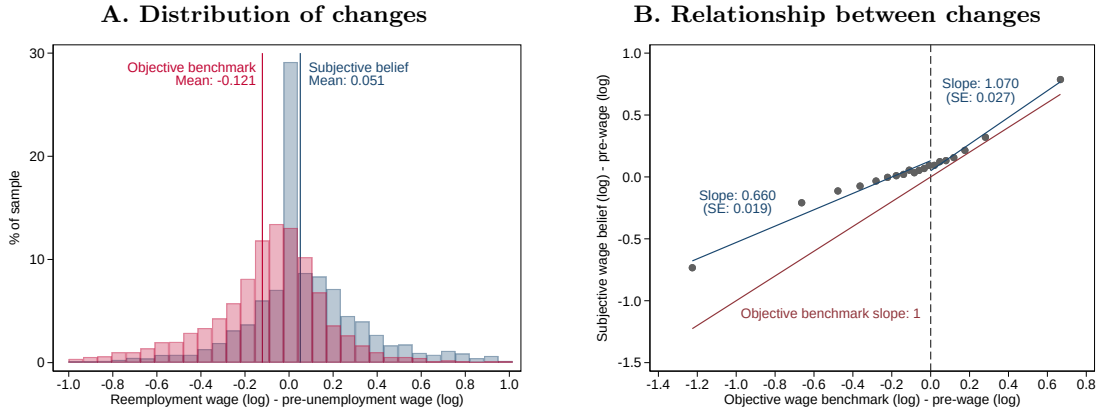 A. Distribution of changes
% of sample
30
20
10
0
Objective benchmark
Mean: -0.121
Subjective belief
Mean: 0.051
-1.0 -0.8 -0.6 -0.4 -0.2 0.0 0.2 0.4 0.6 0.8 1.0
Reemployment wage (log) - pre-unemployment wage (log)
B. Relationship between changes
Subjective wage belief (log) - pre-wage (log)
1.0
0.5
0.0
-0.5
-1.0
-1.5
Slope: 1.070
(SE: 0.027)
Slope: 0.660
(SE: 0.019)
Objective benchmark slope: 1
-1.4 -1.2 -1.0 -0.8 -0.6 -0.4 -0.2 0.0 0.2 0.4 0.6 0.8
Objective wage benchmark (log) - pre-wage (log)